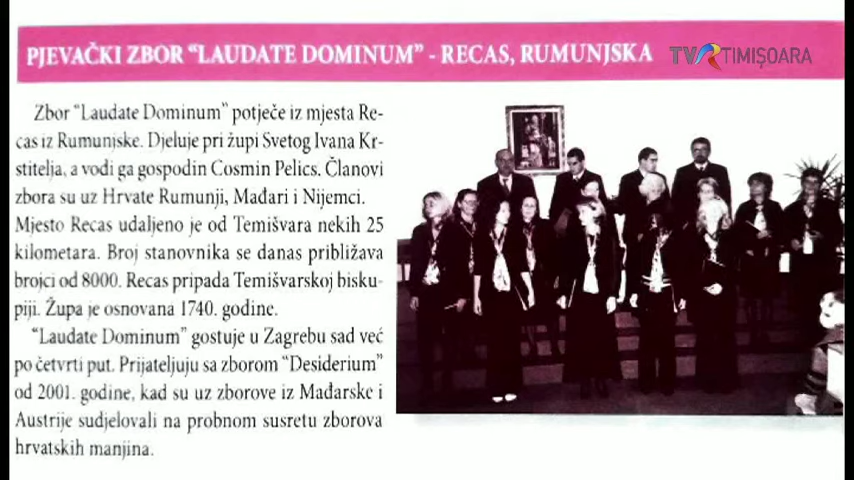 PJEVAČKI ZBOR “LAUDATE DOMINUM” - RECAS, RUMUNJSKA
TVR TIMIŞOARA
Zbor “Laudate Dominum” potječe iz mjesta Re-
cas iz Rumunjske. Djeluje pri župi Svetog Ivana Kr-
stitelja, a vodi ga gospodin Cosmin Pelics. Članovi
zbora su uz Hrvate Rumunji, Mađari i Nijemci.
Mjesto Recas udaljeno je od Temišvara nekih 25
kilometara. Broj stanovnika se danas približava
brojci od 8000. Recas pripada Temišvarskoj bisku-
piji. Župa je osnovana 1740. godine.
“Laudate Dominum” gostuje u Zagrebu sad već
po četvrti put. Prijateljuju sa zborom “Desiderium”
od 2001. godine, kad su uz zborove iz Mađarske i
Austrije sudjelovali na probnom susretu zborova
hrvatskih manjina.